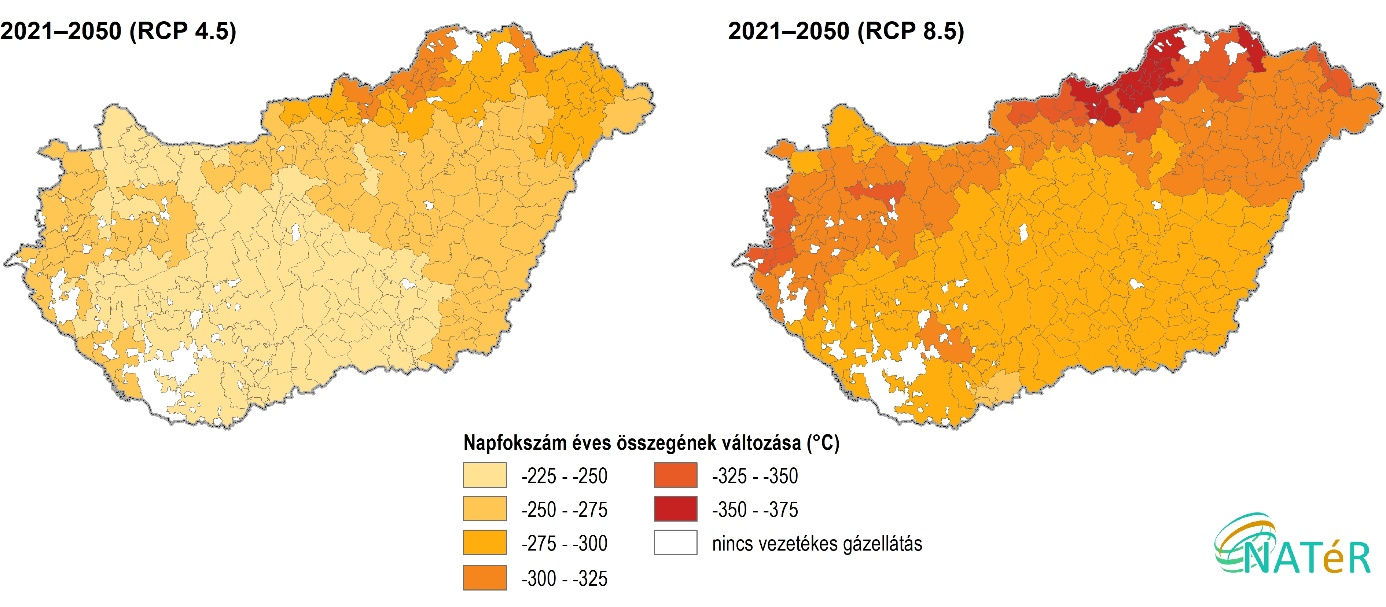 2021–2050 (RCP 4.5)
2021–2050 (RCP 8.5)
Napfokszám éves összegének változása (°C)
-225 - -250
-250 - -275
-275 - -300
-300 - -325
-325 - -350
-350 - -375
nincs vezetékes gázellátás
NATéR